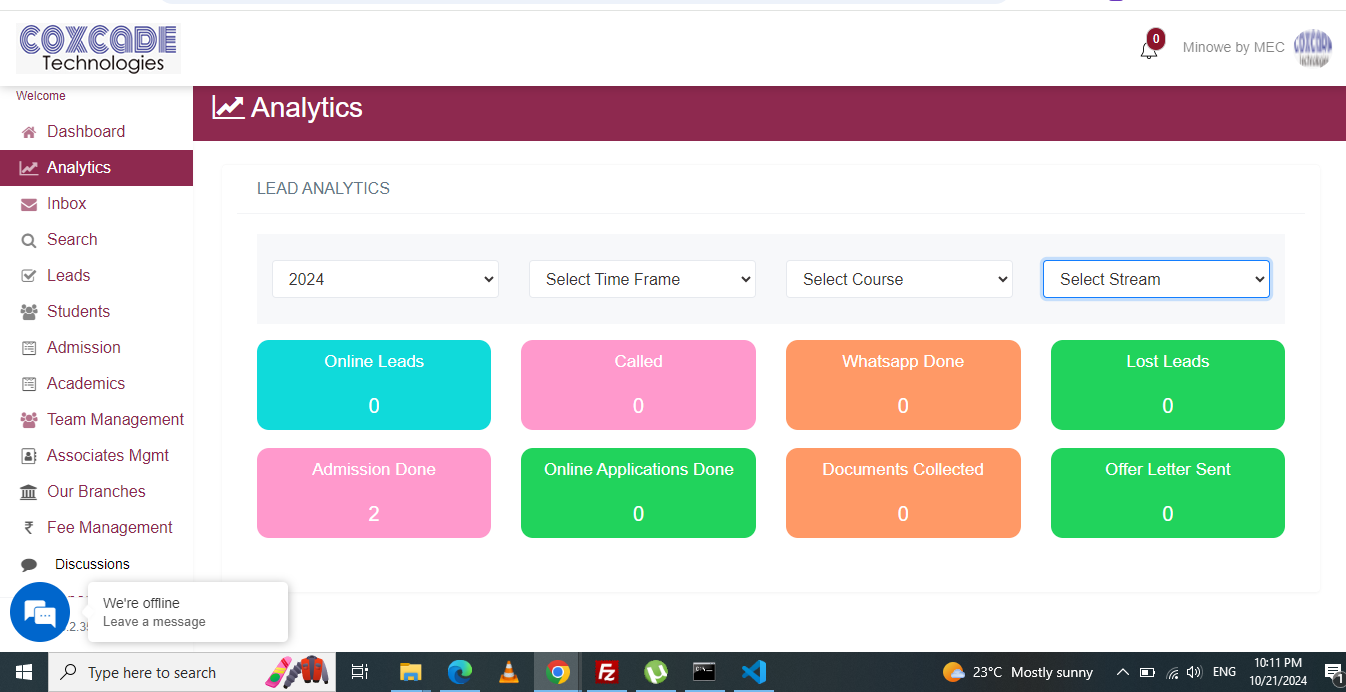 COXCADE
Technologies
0
Minowe by MEC
Welcome
Analytics
Dashboard
Analytics
Inbox
Search
Leads
Students
Admission
Academics
Team Management
Associates Mgmt
Our Branches
Fee Management
Discussions
LEAD ANALYTICS
2024
Select Time Frame
Select Course
Select Stream
Online Leads
0
Called
0
Whatsapp Done
0
Lost Leads
0
Admission Done
2
Online Applications Done
0
Documents Collected
0
Offer Letter Sent
0
We're offline
Leave a message
Type here to search
23°C Mostly sunny
ENG
10:11 PM
10/21/2024
1